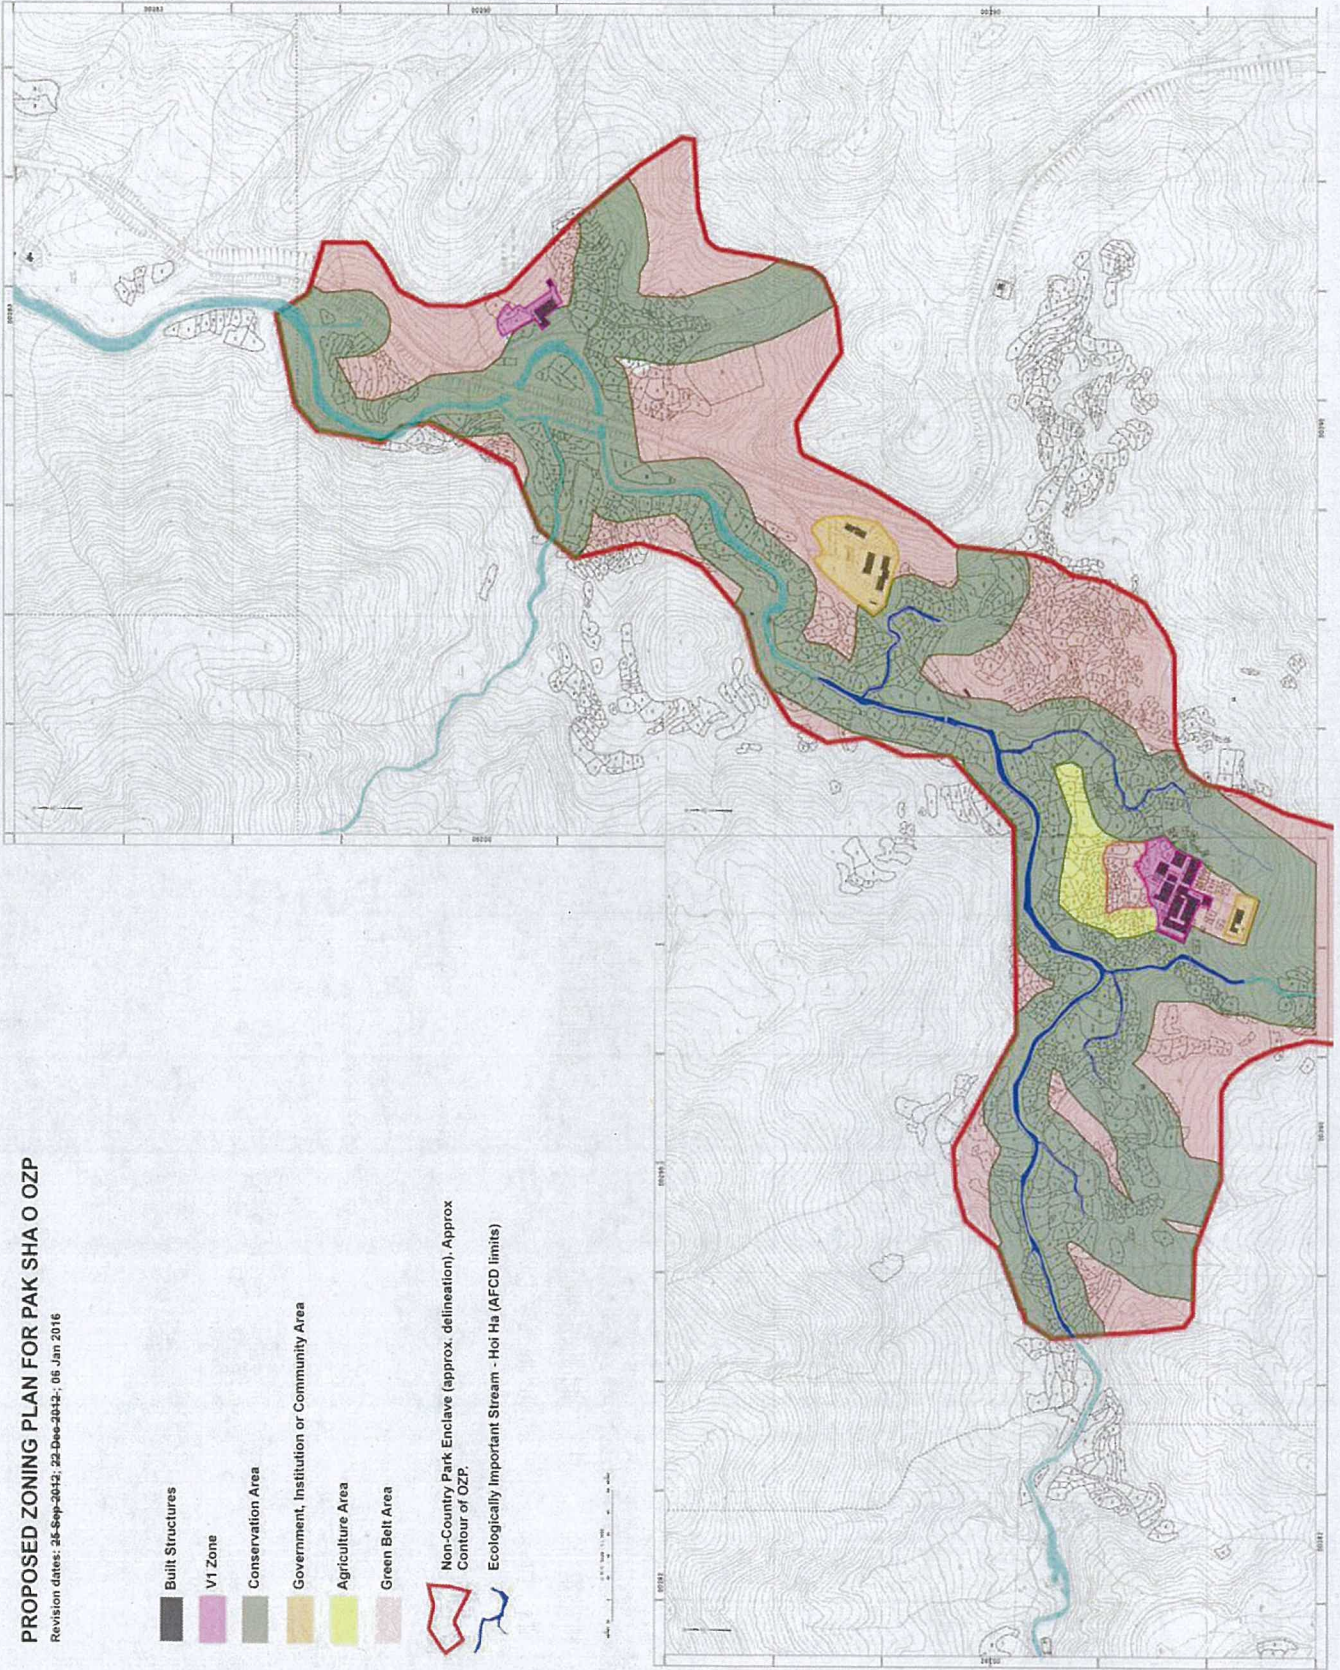 PROPOSED ZONING PLAN FOR PAK SHA O OZP
Revision dates: 25 Sep 2012; 22 Dec 2012 ; 06 Jan 2016
Built Structures
V1 Zone
Conservation Area
Government, Institution or Community Area
Agriculture Area
Green Belt Area
Non-Country Park Enclave (approx. delineation). Approx
Contour of OZP.
Ecologically Important Stream - Hoi Ha (AFCD limits)